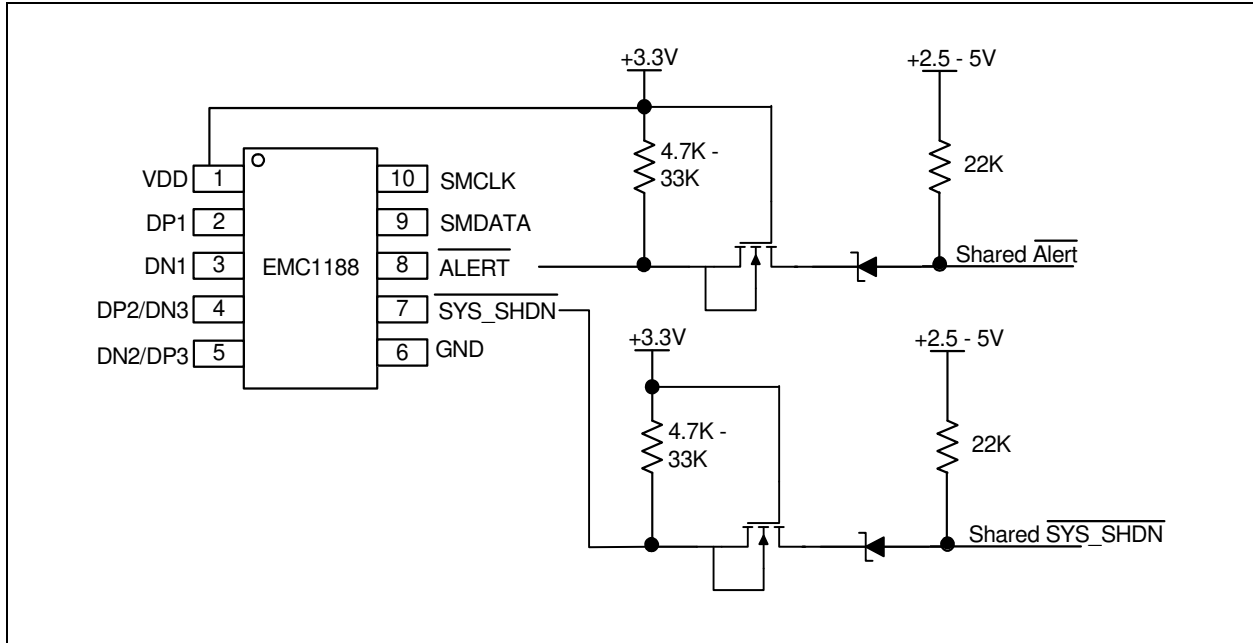 +3.3V
+2.5 - 5V
4.7K -
33K
22K
VDD 1
10 SMCLK
DP1 2
9 SMDATA
DN1 3
EMC1188
8 ALERT
Shared Alert
DP2/DN3 4
7 SYS_SHDN
DN2/DP3 5
6 GND
+3.3V
+2.5 - 5V
4.7K -
33K
22K
Shared SYS_SHDN